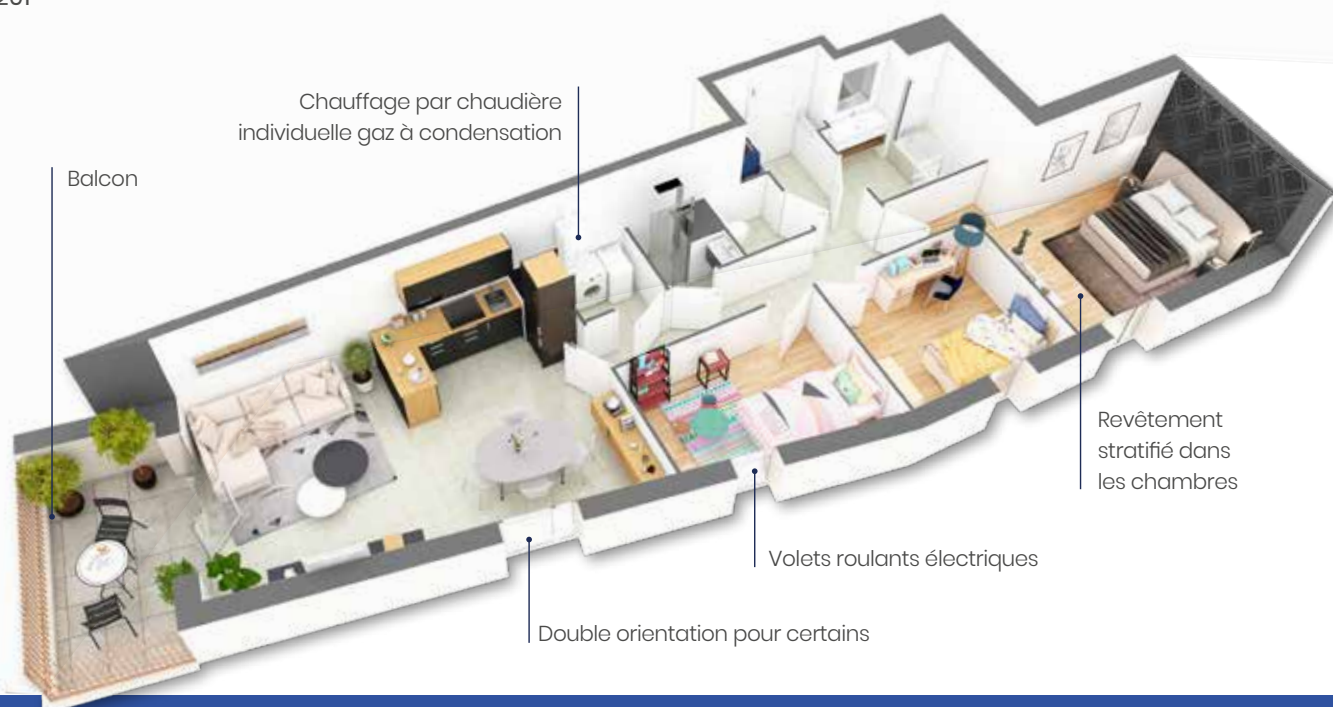 Chauffage par chaudière
individuelle gaz à condensation
Balcon
Revêtement
stratifié dans
les chambres
Volets roulants électriques
Double orientation pour certains